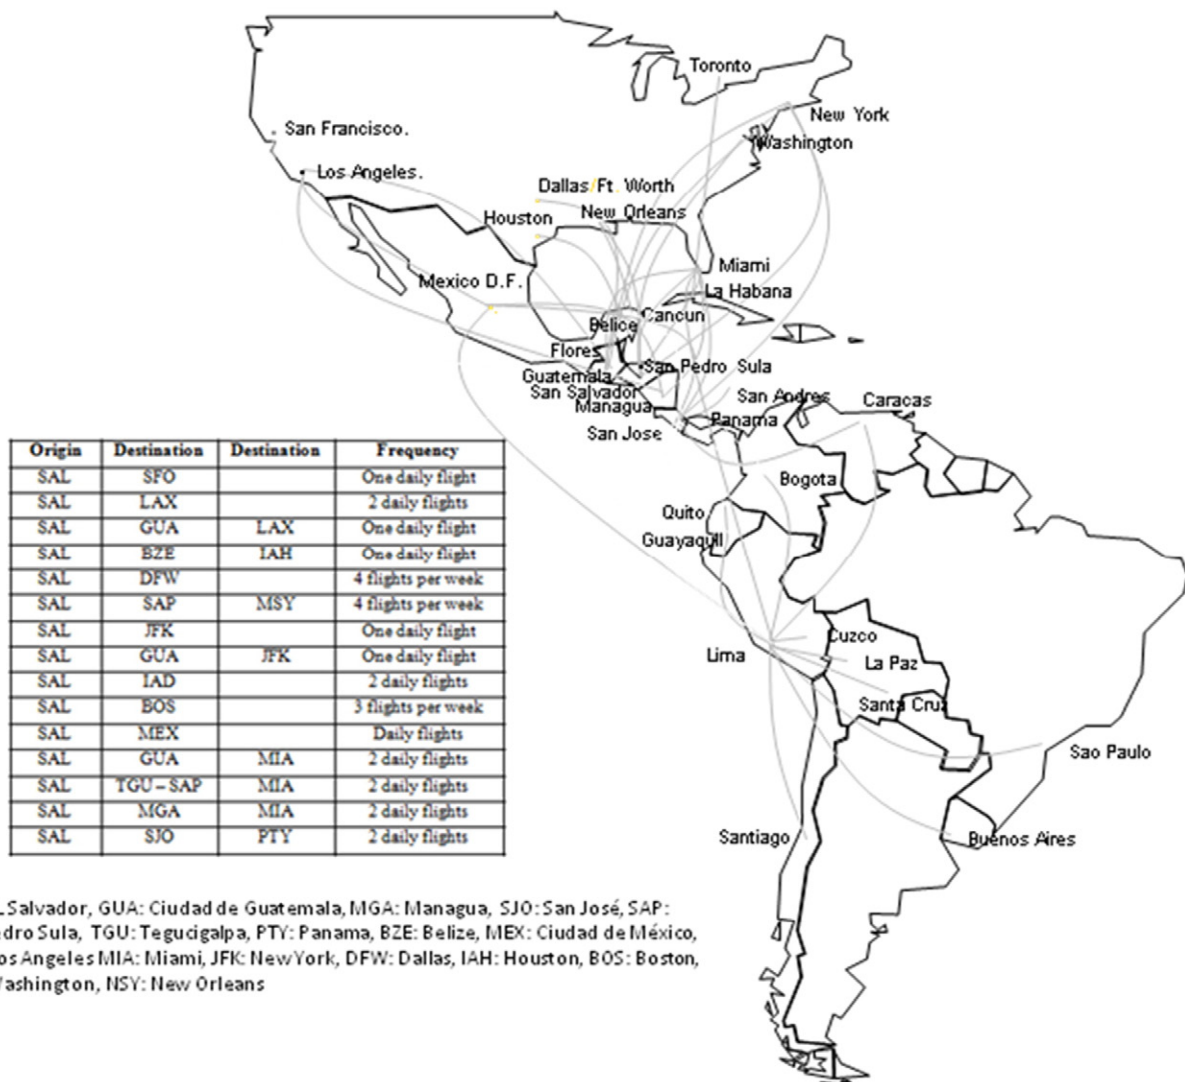 Toronto
New York
San Francisco.
Washington
Los Angeles.
Dallas/Ft. Worth
New Orleans
Houston
Miami
Mexico D.F.
La Habana
Cancun
Belice
Flores
San Pedro Sula
Guatemala
San Salvador
San Andres
Caracas
Managua
Panama
San Jose
Bogota
Quito
Guayaquil
Cuzco
Lima
La Paz
Santa Cruz
Sao Paulo
Santiago
Buenos Aires
Origin Destination Destination Frequency
SAL SFO One daily flight
SAL LAX 2 daily flights
SAL GUA LAX One daily flight
SAL BZE IAH One daily flight
SAL DFW 4 flights per week
SAL SAP MSY 4 flights per week
SAL JFK One daily flight
SAL GUA JFK One daily flight
SAL IAD 2 daily flights
SAL BOS 3 flights per week
SAL MEX Daily flights
SAL GUA MIA 2 daily flights
SAL TGU – SAP MIA 2 daily flights
SAL MGA MIA 2 daily flights
SAL SJO PTY 2 daily flights
Salvador, GUA: Ciudad de Guatemala, MGA: Managua, SJO: San José, SAP:
dro Sula, TGU: Tegucigalpa, PTY: Panama, BZE: Belize, MEX: Ciudad de México,
os Angeles MIA: Miami, JFK: New York, DFW: Dallas, IAH: Houston, BOS: Boston,
ashington, NSY: New Orleans